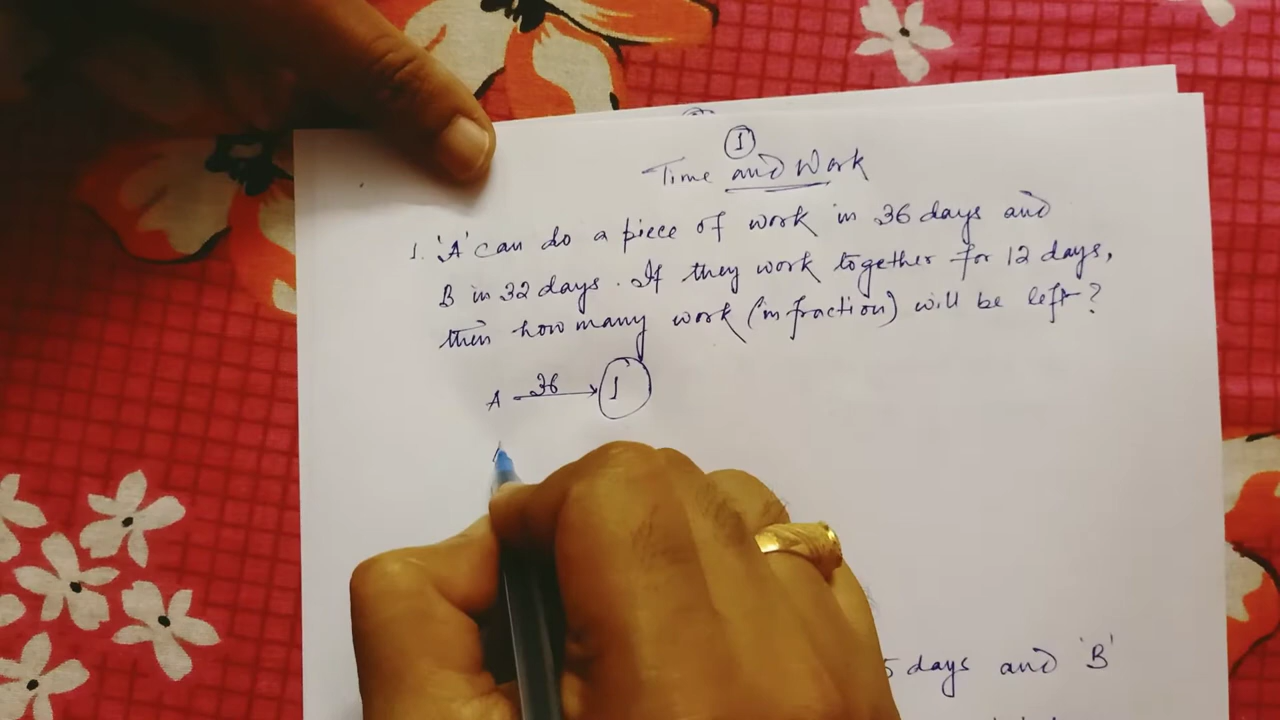 1
Time and Work
1. 'A' can do a piece of work in 36 days and
B in 32 days. If they work together for 12 days,
then how many work (in fraction) will be left?
A 36 1
days and 'B'